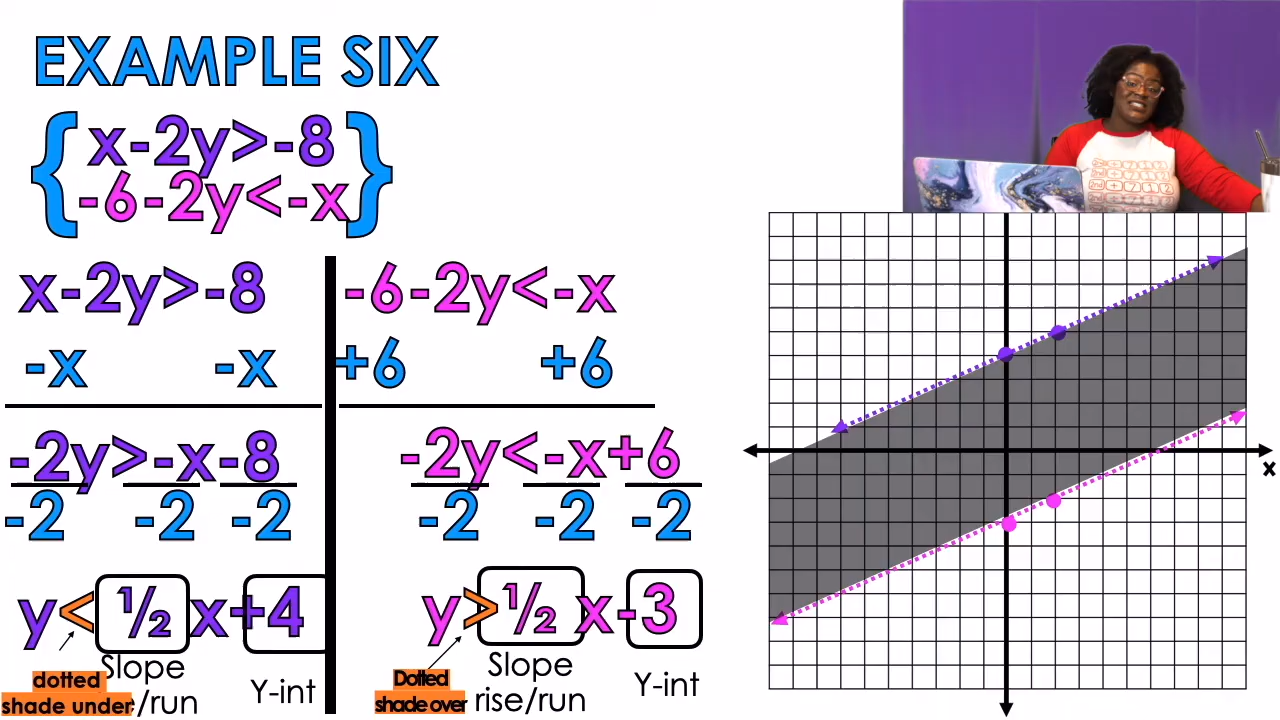 EXAMPLE SIX
x-2y>-8
-6-2y<-x
x-2y>-8
-x -x
-2y>-x-8
-2 -2 -2
y<½x+4
dotted
shade under
Slope
/run
Y-int
-6-2y<-x
+6 +6
-2y<-x+6
-2 -2 -2
y>½x-3
Dotted
shade over
Slope
rise/run
Y-int
x